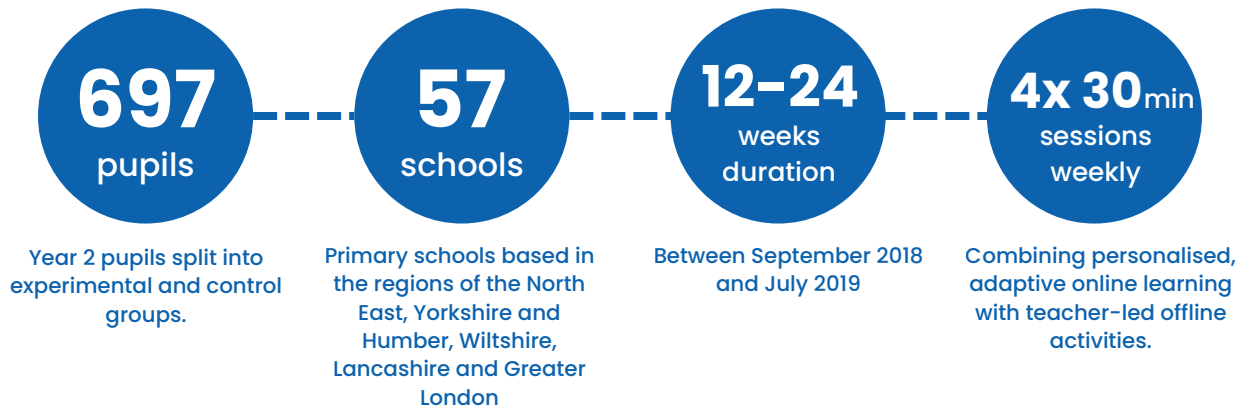 697
pupils
Year 2 pupils split into
experimental and control
groups.
57
schools
Primary schools based in
the regions of the North
East, Yorkshire and
Humber, Wiltshire,
Lancashire and Greater
London
12-24
weeks
duration
Between September 2018
and July 2019
4x 30min
sessions
weekly
Combining personalised,
adaptive online learning
with teacher-led offline
activities.